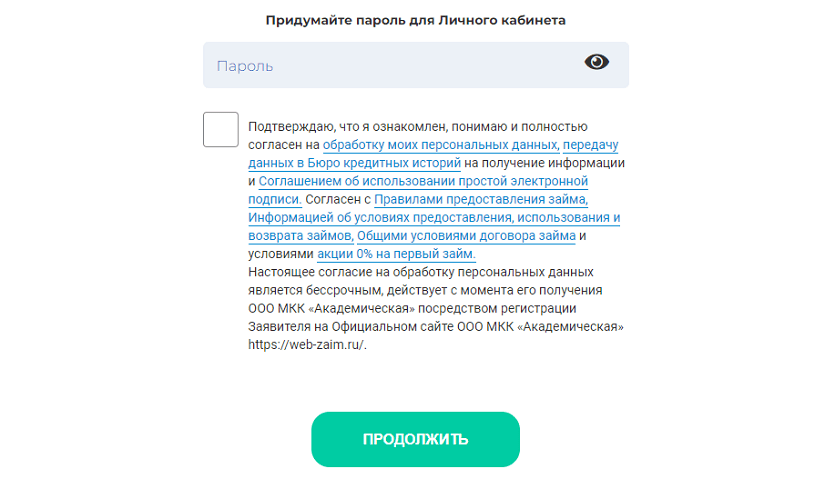 Придумайте пароль для Личного кабинета
Пароль
Подтверждаю, что я ознакомлен, понимаю и полностью
согласен на обработку моих персональных данных, передачу
данных в Бюро кредитных историй на получение информации
и Соглашением об использовании простой электронной
подписи. Согласен с Правилами предоставления займа,
Информацией об условиях предоставления, использования и
возврата займов, Общими условиями договора займа и
условиями акции 0% на первый займ.
Настоящее согласие на обработку персональных данных
является бессрочным, действует с момента его получения
ООО МКК «Академическая» посредством регистрации
Заявителя на Официальном сайте ООО МКК «Академическая»
https://web-zaim.ru/.
ПРОДОЛЖИТЬ